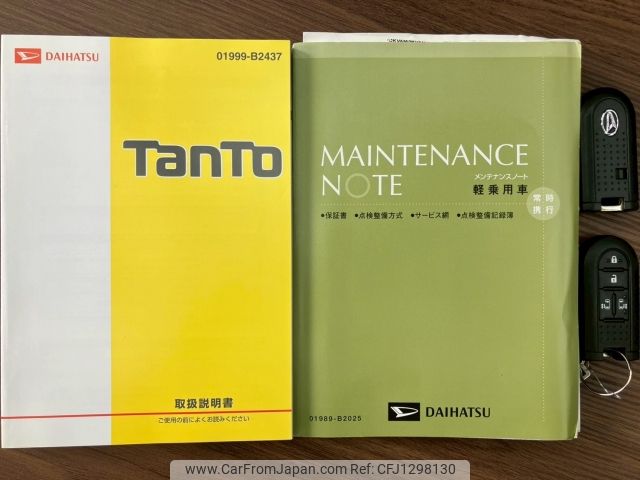 DAIHATSU
01999-B2437
TanTo
取扱説明書
ご使用の前によくお読みください
MAINTENANCE
NOTE
メンテナンスノート
軽乗用車
常時
携行
●保証書 ●点検整備方式 ●サービス網 ●点検整備記録簿
01989-B2025
DAIHATSU
www.CarFromJapan.com | CFJ1298130